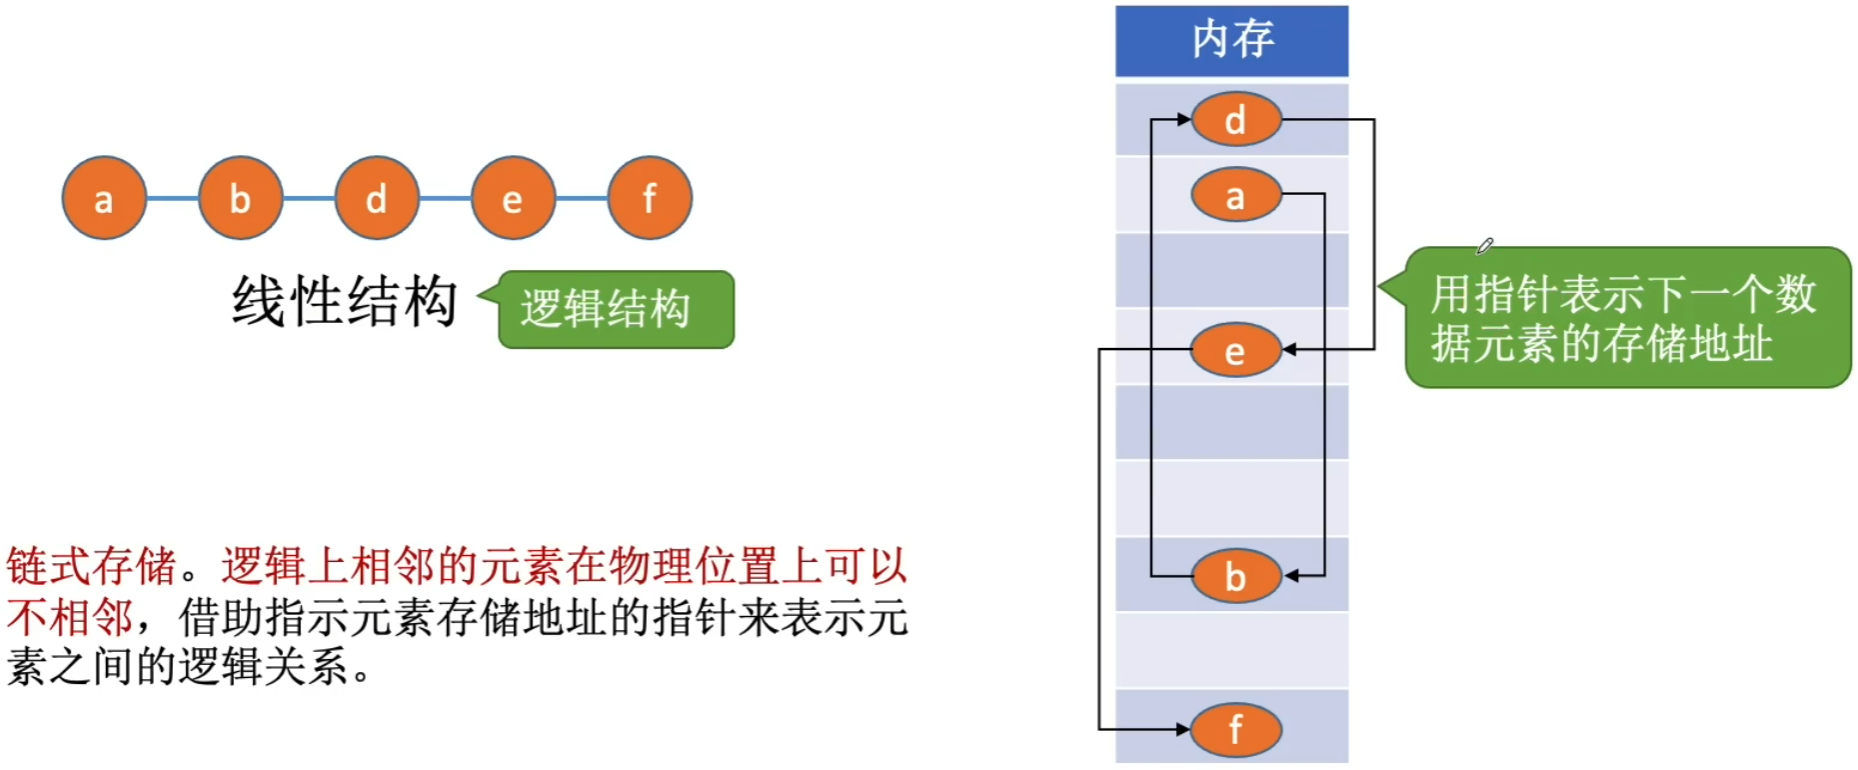 a b d e f
线性结构
逻辑结构
链式存储。逻辑上相邻的元素在物理位置上可以
不相邻，借助指示元素存储地址的指针来表示元
素之间的逻辑关系。
内存
d
a
e
b
f
用指针表示下一个数
据元素的存储地址